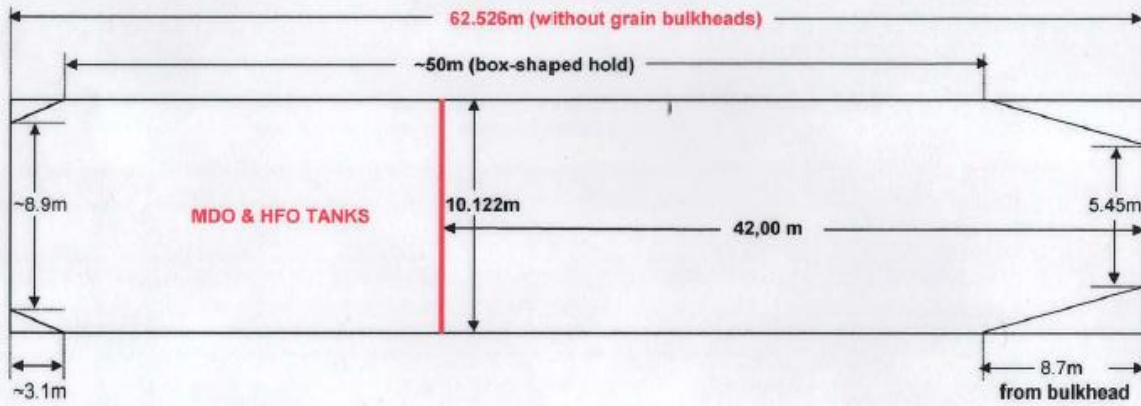 62.526m (without grain bulkheads)
~50m (box-shaped hold)
~8.9m
MDO & HFO TANKS
10.122m
42,00 m
5.45m
~3.1m
8.7m
from bulkhead